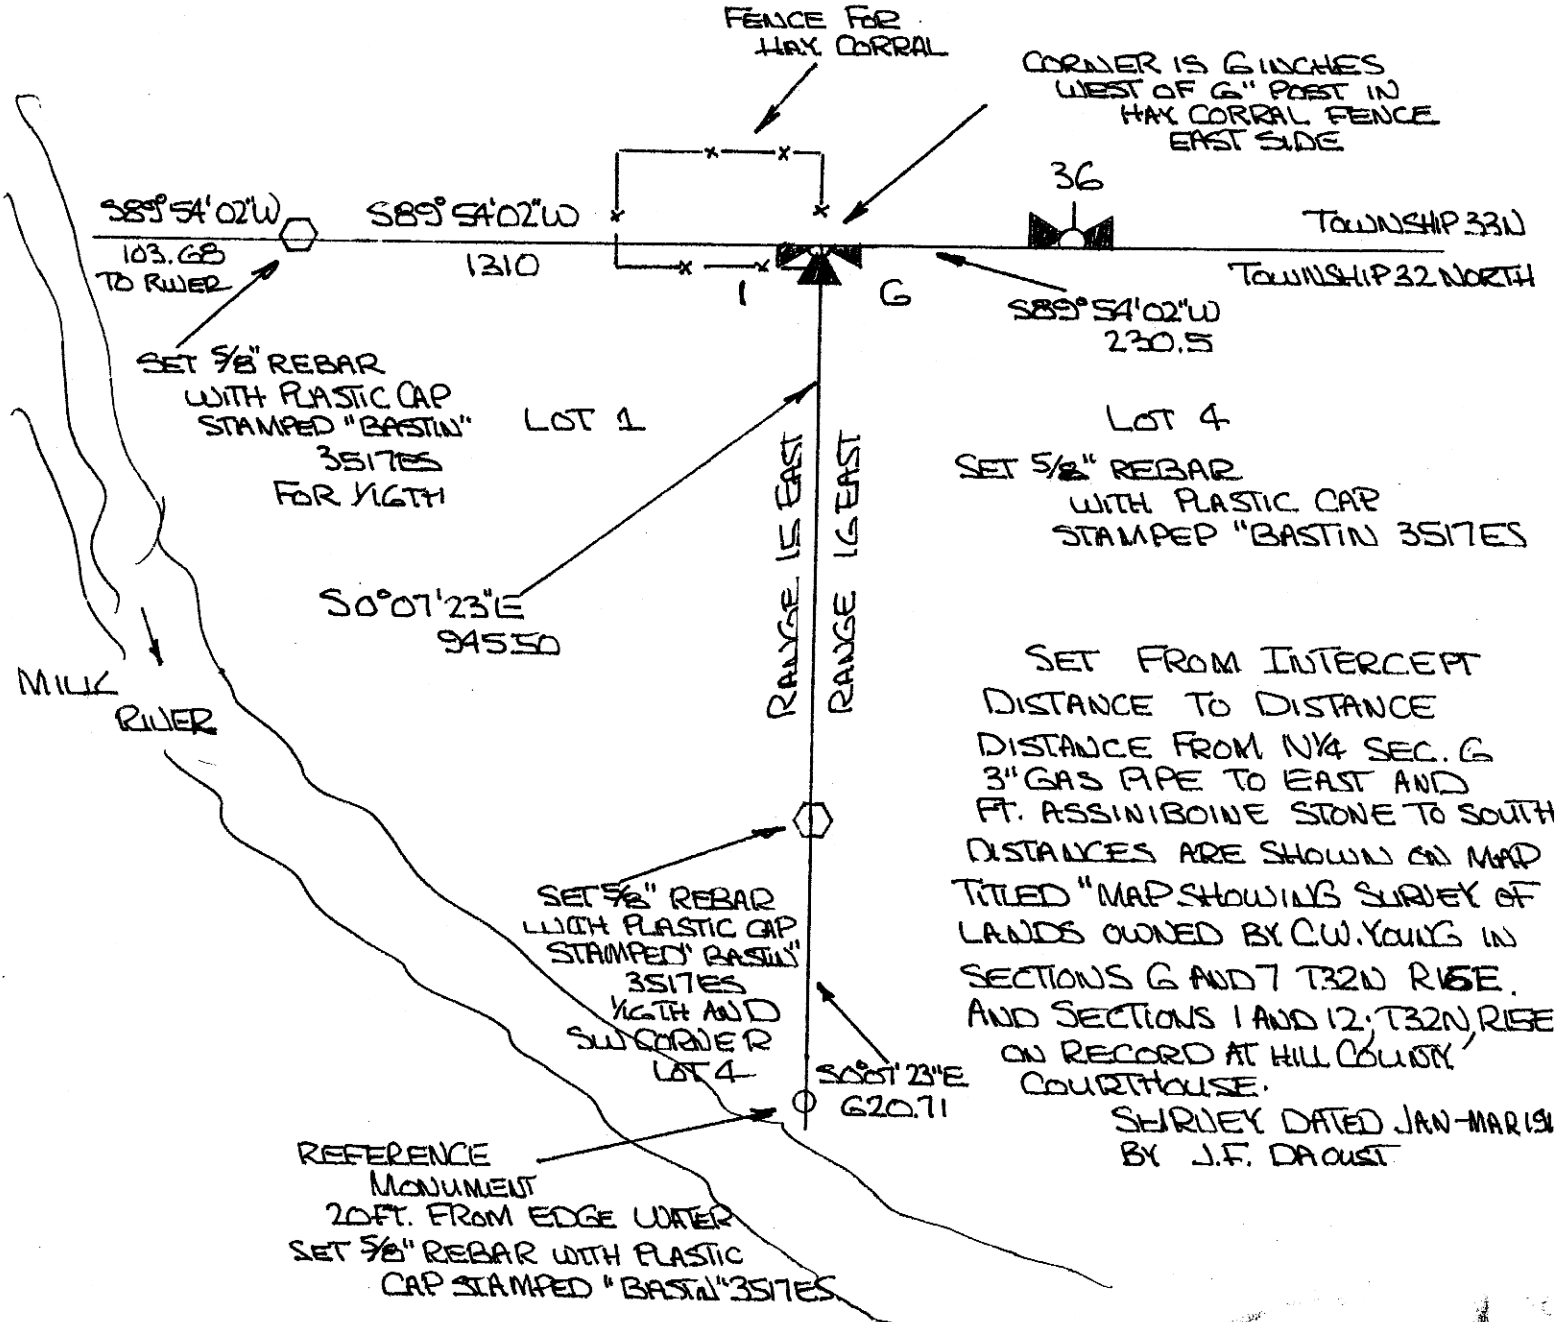 FENCE FOR
HAY CORRAL
CORNER IS 6 INCHES
WEST OF 6" POST IN
HAY CORRAL FENCE
EAST SIDE
36
S89°54'02"W
103.68
TO RIVER
S89°54'02"W
1310
TOWNSHIP 33N
TOWNSHIP 32 NORTH
1
6
S89°54'02"W
230.5
SET 5/8" REBAR
WITH PLASTIC CAP
STAMPED "BASTIN"
3517ES
FOR 1/16TH
LOT 1
LOT 4
SET 5/8" REBAR
WITH PLASTIC CAP
STAMPED "BASTIN 3517ES
RANGE 15 EAST
RANGE 16 EAST
S0°07'23"E
945.50
MILK
RIVER
SET FROM INTERCEPT
DISTANCE TO DISTANCE
DISTANCE FROM N1/4 SEC. 6
3" GAS PIPE TO EAST AND
FT. ASSINIBOINE STONE TO SOUTH
DISTANCES ARE SHOWN ON MAP
TITLED "MAP SHOWING SURVEY OF
LANDS OWNED BY C.W. YOUNG IN
SECTIONS 6 AND 7 T32N R16E.
AND SECTIONS 1 AND 12, T32N, R15E
ON RECORD AT HILL COUNTY
COURTHOUSE.
SURVEY DATED JAN-MAR
BY J.F. DAOUST
SET 5/8" REBAR
WITH PLASTIC CAP
STAMPED "BASTIN"
3517ES
1/16TH AND
SW CORNER
LOT 4
S0°07'23"E
620.71
REFERENCE
MONUMENT
20FT. FROM EDGE WATER
SET 5/8" REBAR WITH PLASTIC
CAP STAMPED "BASTIN" 3517ES.